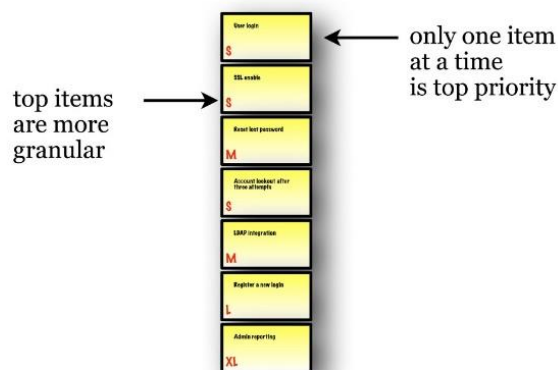 User login
S
only one item
at a time
is top priority
SSL enable
S
top items
are more
granular
Reset lost password
M
Account lockout after
three attempts
S
LDAP integration
M
Register a new login
L
Admin reporting
XL